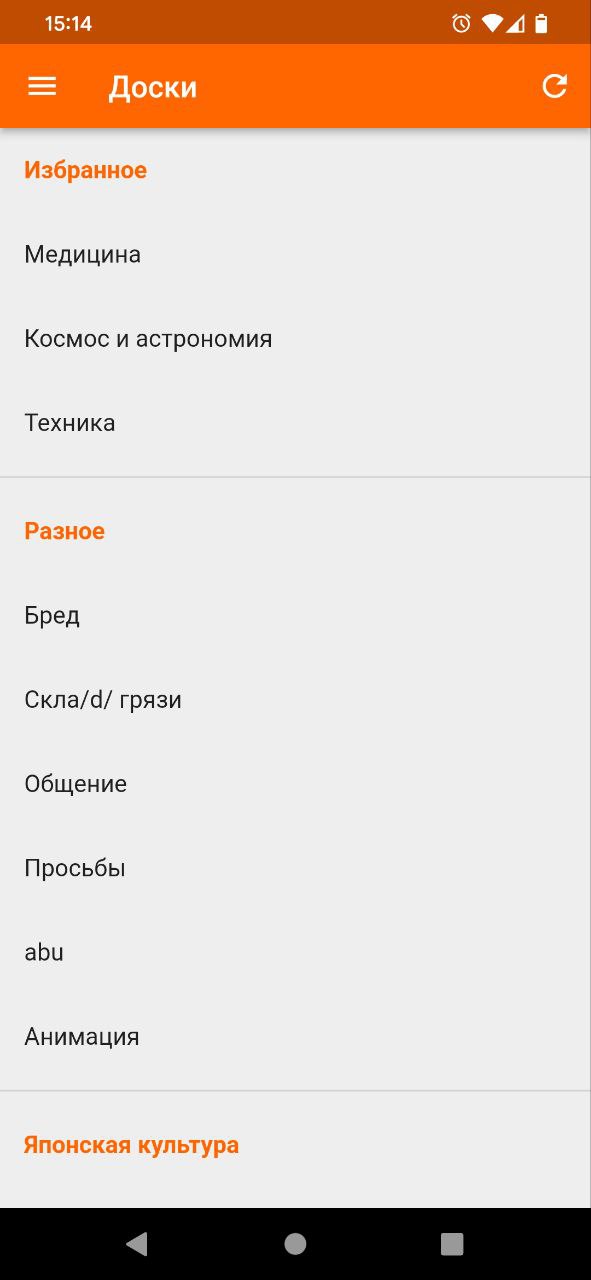 15:14
Доски
Избранное
Медицина
Космос и астрономия
Техника
Разное
Бред
Скла/d/ грязи
Общение
Просьбы
abu
Анимация
Японская культура